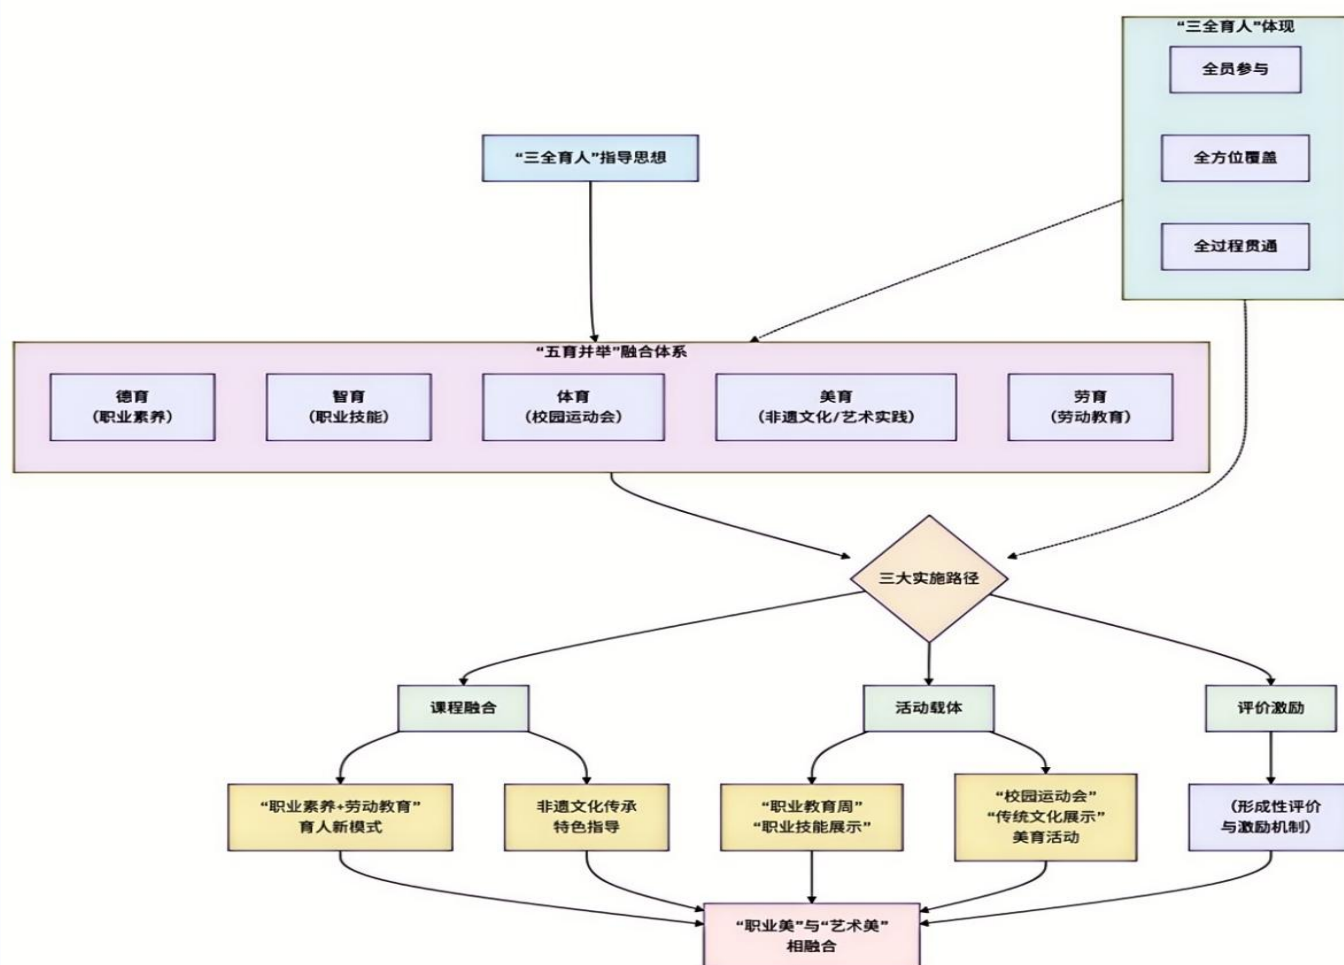 “三全育人”体现
全员参与
全方位覆盖
全过程贯通
“三全育人”指导思想
“五育并举”融合体系
德育
（职业素养）
智育
（职业技能）
体育
（校园运动会）
美育
（非遗文化/艺术实践）
劳育
（劳动教育）
三大实施路径
课程融合
活动载体
评价激励
“职业素养+劳动教育”
育人新模式
非遗文化传承
特色指导
“职业教育周”
“职业技能展示”
“校园运动会”
“传统文化展示”
美育活动
（形成性评价
与激励机制）
“职业美”与“艺术美”
相融合